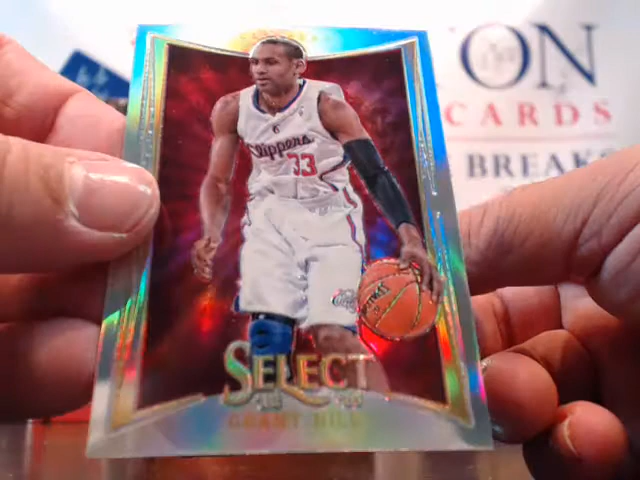 ON
CARDS
BREAKS
Clippers
33
SELECT
GRANT HILL